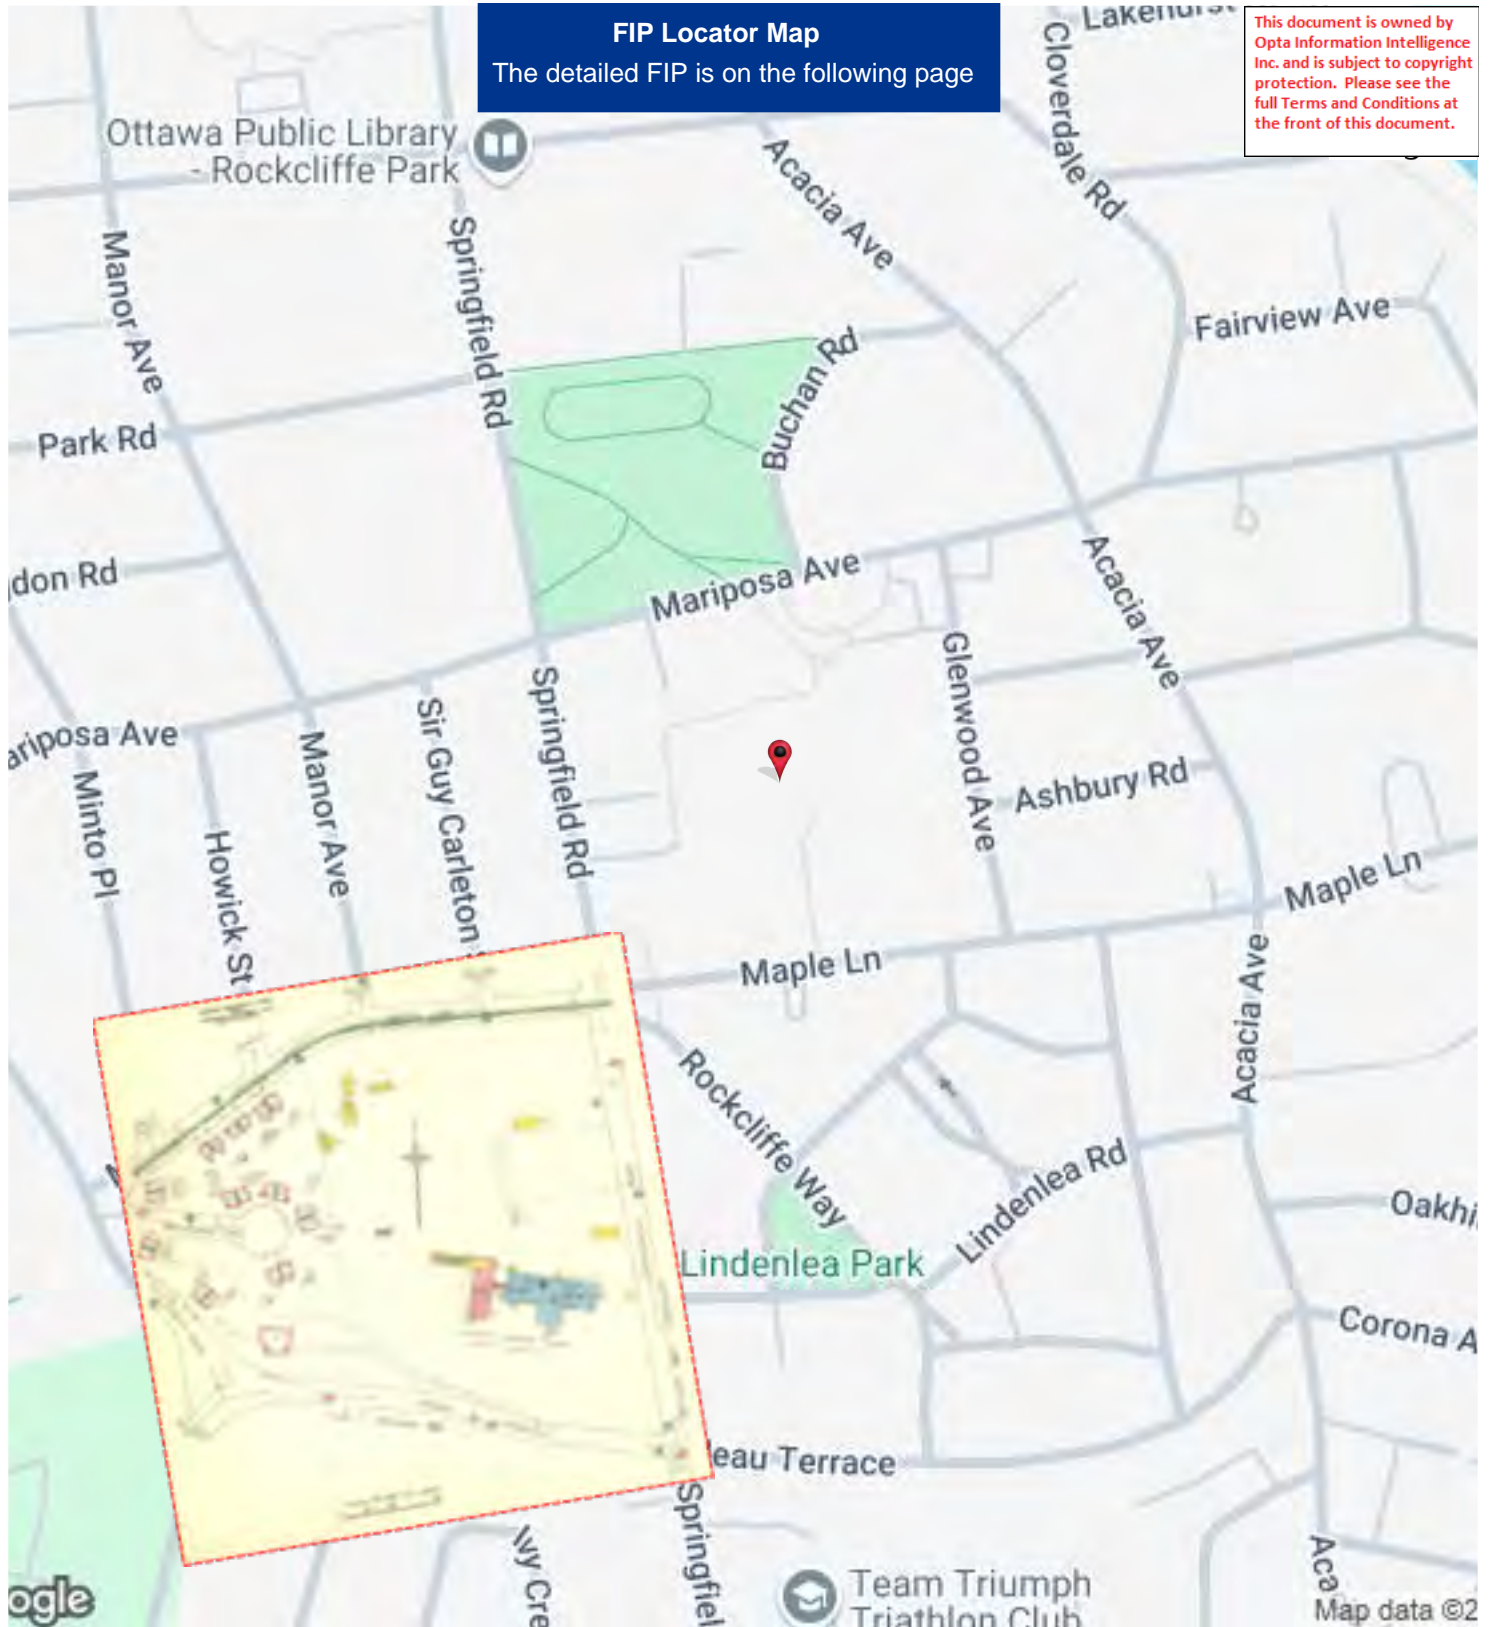 FIP Locator Map
The detailed FIP is on the following page
This document is owned by
Opta Information Intelligence
Inc. and is subject to copyright
protection. Please see the
full Terms and Conditions at
the front of this document.
Cloverdale Rd
Ottawa Public Library
- Rockcliffe Park
Acacia Ave
Manor Ave
Springfield Rd
Fairview Ave
Buchan Rd
Park Rd
don Rd
Mariposa Ave
Acacia Ave
Glenwood Ave
Springfield Rd
Sir Guy Carleton
ariposa Ave
Manor Ave
Minto Pl
Howick St
Ashbury Rd
Maple Ln
Maple Ln
Acacia Ave
Rockcliffe Way
Lindenlea Rd
Oakhi
Lindenlea Park
Corona A
eau Terrace
Springfiel
wy Cre
Aca
Team Triumph
Triathlon Club
ogle
Map data ©2